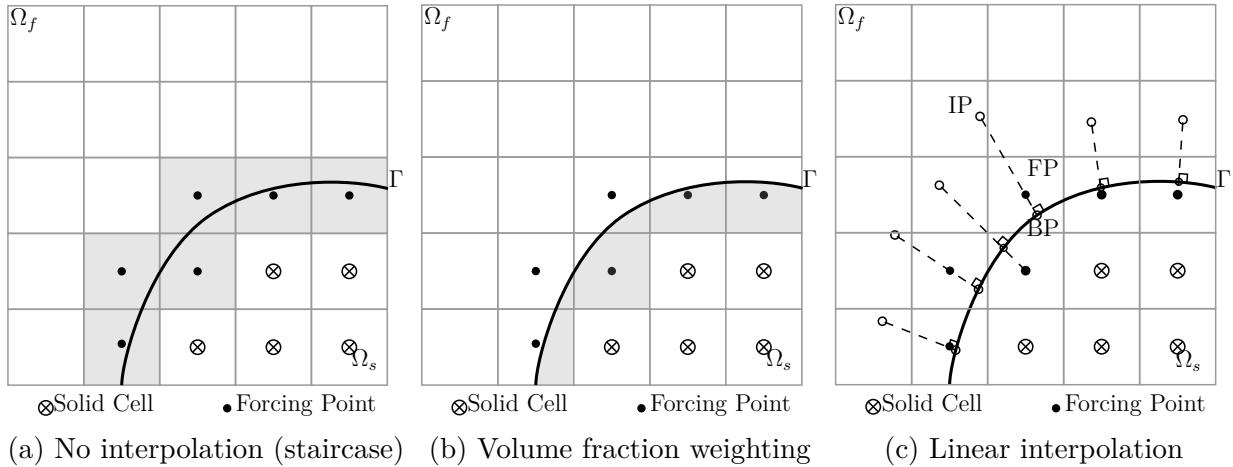 Ω_f
Γ
Ω_s
⊗Solid Cell
•Forcing Point
(a) No interpolation (staircase)
Ω_f
Γ
Ω_s
⊗Solid Cell
•Forcing Point
(b) Volume fraction weighting
Ω_f
IP
FP
Γ
BP
Ω_s
⊗Solid Cell
•Forcing Point
(c) Linear interpolation